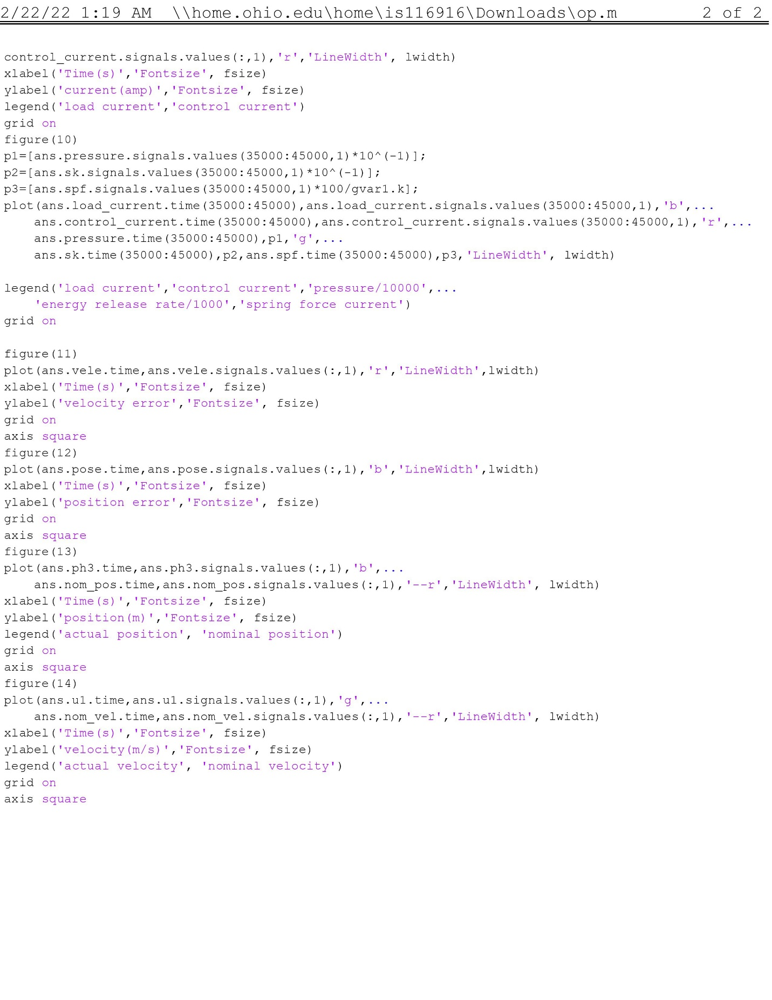 2/22/22 1:19 AM \\home.ohio.edu\home\is116916\Downloads\op.m 2 of 2
control_current.signals.values(:,1),'r','LineWidth', lwidth)
xlabel('Time(s)','Fontsize', fsize)
ylabel('current(amp)','Fontsize', fsize)
legend('load current','control current')
grid on
figure(10)
p1=[ans.pressure.signals.values(35000:45000,1)*10^(-1)];
p2=[ans.sk.signals.values(35000:45000,1)*10^(-1)];
p3=[ans.spf.signals.values(35000:45000,1)*100/gvar1.k];
plot(ans.load_current.time(35000:45000),ans.load_current.signals.values(35000:45000,1),'b',...
    ans.control_current.time(35000:45000),ans.control_current.signals.values(35000:45000,1),'r',...
    ans.pressure.time(35000:45000),p1,'g',...
    ans.sk.time(35000:45000),p2,ans.spf.time(35000:45000),p3,'LineWidth', lwidth)
legend('load current','control current','pressure/10000',...
    'energy release rate/1000','spring force current')
grid on
figure(11)
plot(ans.vele.time,ans.vele.signals.values(:,1),'r','LineWidth',lwidth)
xlabel('Time(s)','Fontsize', fsize)
ylabel('velocity error','Fontsize', fsize)
grid on
axis square
figure(12)
plot(ans.pose.time,ans.pose.signals.values(:,1),'b','LineWidth',lwidth)
xlabel('Time(s)','Fontsize', fsize)
ylabel('position error','Fontsize', fsize)
grid on
axis square
figure(13)
plot(ans.ph3.time,ans.ph3.signals.values(:,1),'b',...
    ans.nom_pos.time,ans.nom_pos.signals.values(:,1),'--r','LineWidth', lwidth)
xlabel('Time(s)','Fontsize', fsize)
ylabel('position(m)','Fontsize', fsize)
legend('actual position', 'nominal position')
grid on
axis square
figure(14)
plot(ans.u1.time,ans.u1.signals.values(:,1),'g',...
    ans.nom_vel.time,ans.nom_vel.signals.values(:,1),'--r','LineWidth', lwidth)
xlabel('Time(s)','Fontsize', fsize)
ylabel('velocity(m/s)','Fontsize', fsize)
legend('actual velocity', 'nominal velocity')
grid on
axis square